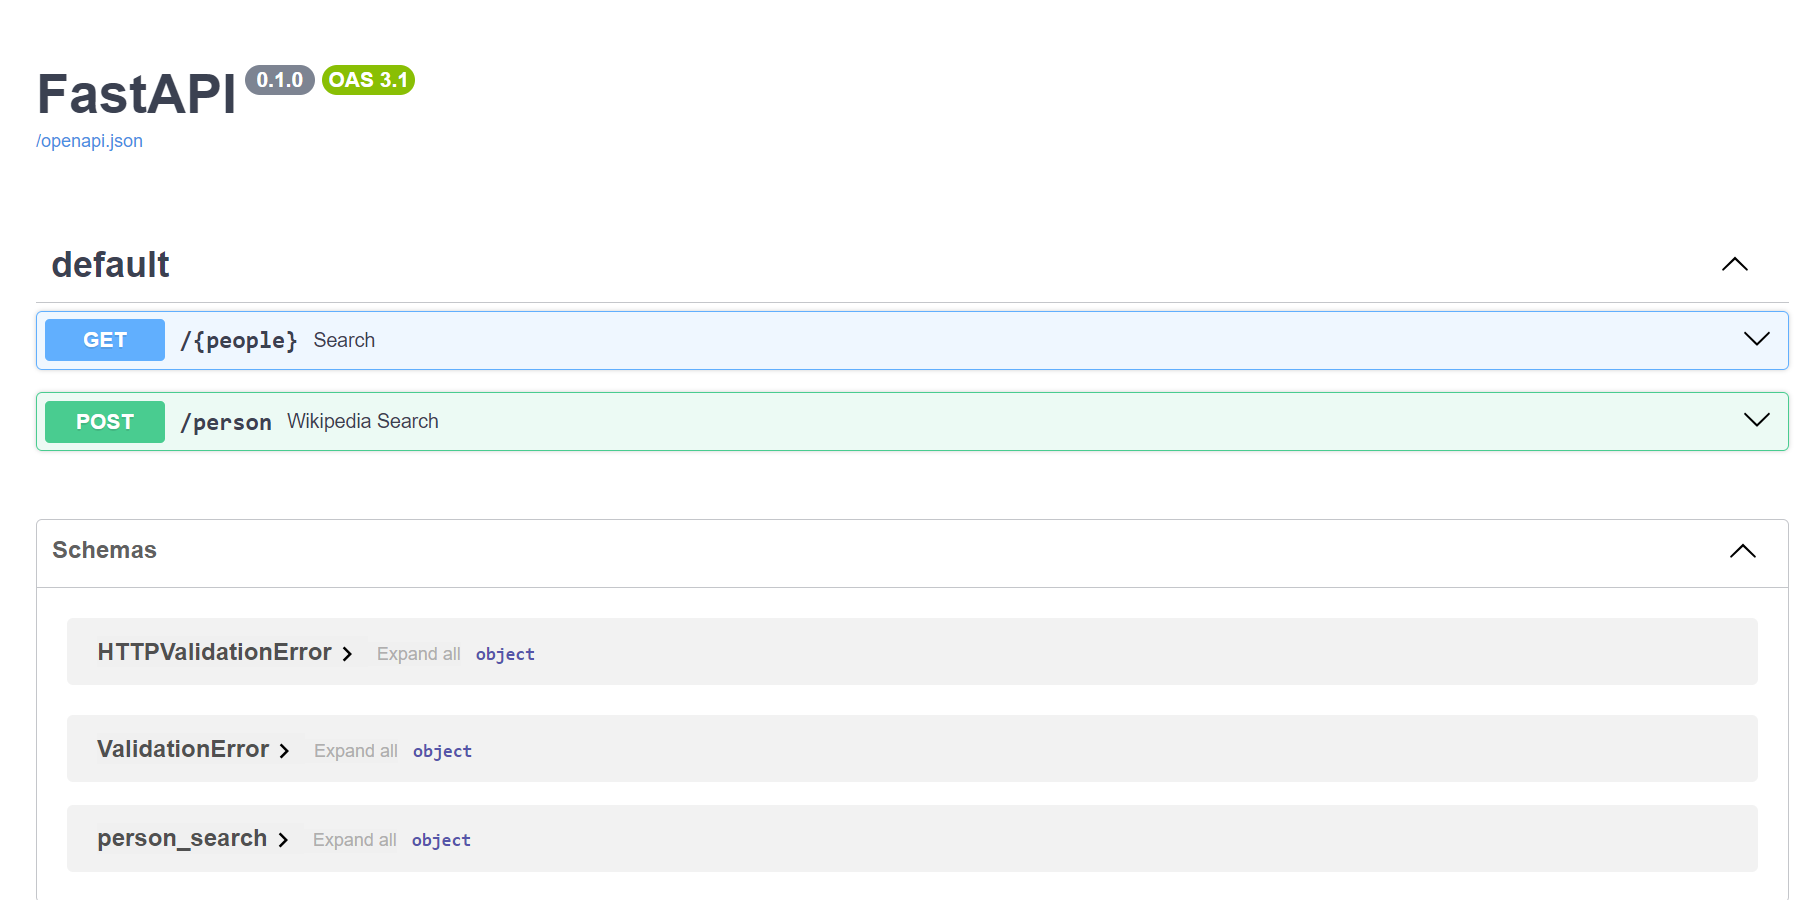 FastAPI 0.1.0 OAS 3.1
/openapi.json
default
GET /{people} Search
POST /person Wikipedia Search
Schemas
HTTPValidationError Expand all object
ValidationError Expand all object
person_search Expand all object